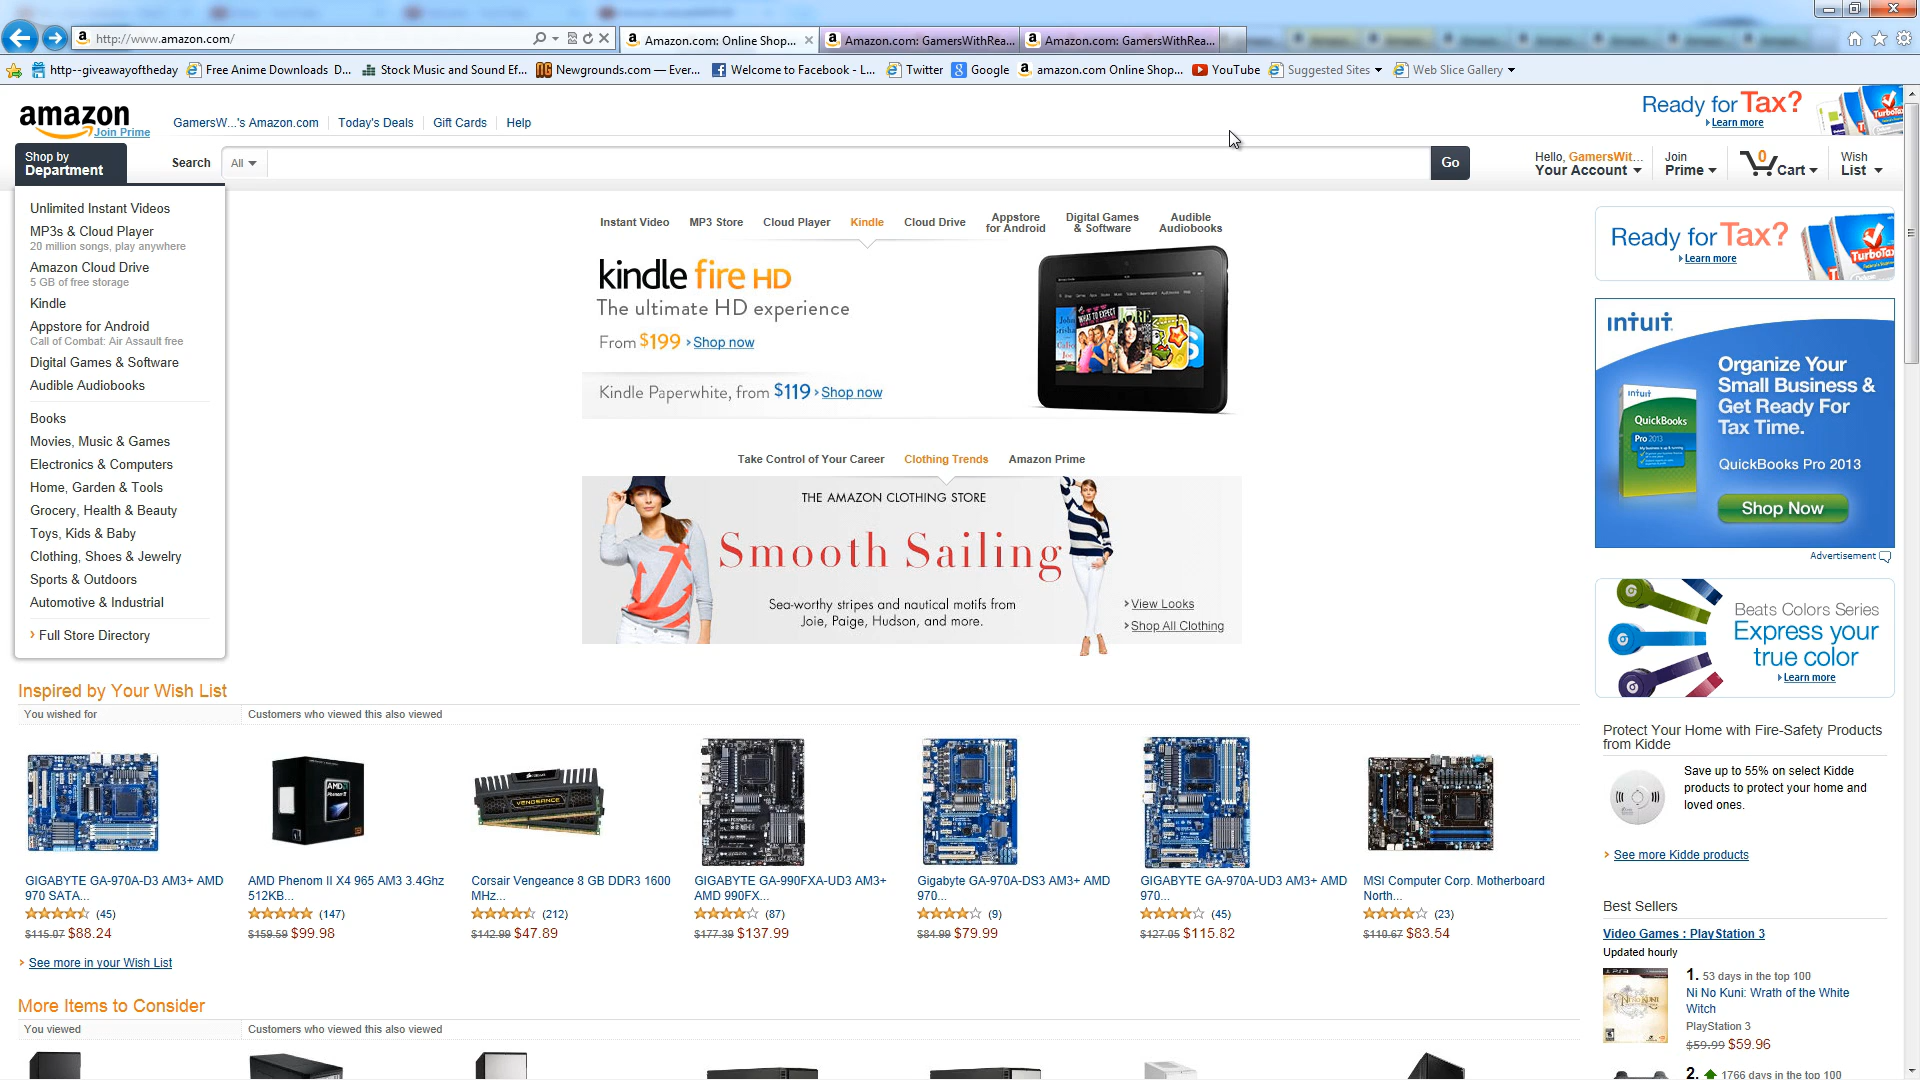 http://www.amazon.com/
Amazon.com: Online Shop...
Amazon.com: GamersWithRea...
Amazon.com: GamersWithRea...
http--giveawayoftheday
Free Anime Downloads D...
Stock Music and Sound Ef...
Newgrounds.com — Ever...
Welcome to Facebook - L...
Twitter
Google
amazon.com Online Shop...
YouTube
Suggested Sites
Web Slice Gallery
amazon
Join Prime
GamersW...'s Amazon.com
Today's Deals
Gift Cards
Help
Ready for Tax?
Learn more
Shop by
Department
Search
All
Go
Hello, GamersWit...
Your Account
Join
Prime
0
Cart
Wish
List
Unlimited Instant Videos
MP3s & Cloud Player
20 million songs, play anywhere
Amazon Cloud Drive
5 GB of free storage
Kindle
Appstore for Android
Call of Combat: Air Assault free
Digital Games & Software
Audible Audiobooks
Books
Movies, Music & Games
Electronics & Computers
Home, Garden & Tools
Grocery, Health & Beauty
Toys, Kids & Baby
Clothing, Shoes & Jewelry
Sports & Outdoors
Automotive & Industrial
Full Store Directory
Instant Video
MP3 Store
Cloud Player
Kindle
Cloud Drive
Appstore
for Android
Digital Games
& Software
Audible
Audiobooks
kindle fire HD
The ultimate HD experience
From $199 Shop now
Kindle Paperwhite, from $119 Shop now
Take Control of Your Career
Clothing Trends
Amazon Prime
THE AMAZON CLOTHING STORE
Smooth Sailing
Sea-worthy stripes and nautical motifs from
Joie, Paige, Hudson, and more.
View Looks
Shop All Clothing
Ready for Tax?
Learn more
TurboTax
intuit
Organize Your
Small Business &
Get Ready For
Tax Time.
QuickBooks Pro 2013
Shop Now
intuit
QuickBooks
Pro 2013
Advertisement
Beats Colors Series
Express your
true color
Learn more
Inspired by Your Wish List
You wished for
Customers who viewed this also viewed
GIGABYTE GA-970A-D3 AM3+ AMD
970 SATA...
(45)
$115.07 $88.24
AMD Phenom II X4 965 AM3 3.4Ghz
512KB...
(147)
$159.59 $99.98
Corsair Vengeance 8 GB DDR3 1600
MHz...
(212)
$142.99 $47.89
GIGABYTE GA-990FXA-UD3 AM3+
AMD 990FX...
(87)
$177.39 $137.99
Gigabyte GA-970A-DS3 AM3+ AMD
970...
(9)
$84.99 $79.99
GIGABYTE GA-970A-UD3 AM3+ AMD
970...
(45)
$127.05 $115.82
MSI Computer Corp. Motherboard
North...
(23)
$110.67 $83.54
See more in your Wish List
Protect Your Home with Fire-Safety Products
from Kidde
Save up to 55% on select Kidde
products to protect your home and
loved ones.
See more Kidde products
Best Sellers
Video Games : PlayStation 3
Updated hourly
1. 53 days in the top 100
Ni No Kuni: Wrath of the White
Witch
PlayStation 3
$59.99 $59.96
2. 1766 days in the top 100
More Items to Consider
You viewed
Customers who viewed this also viewed